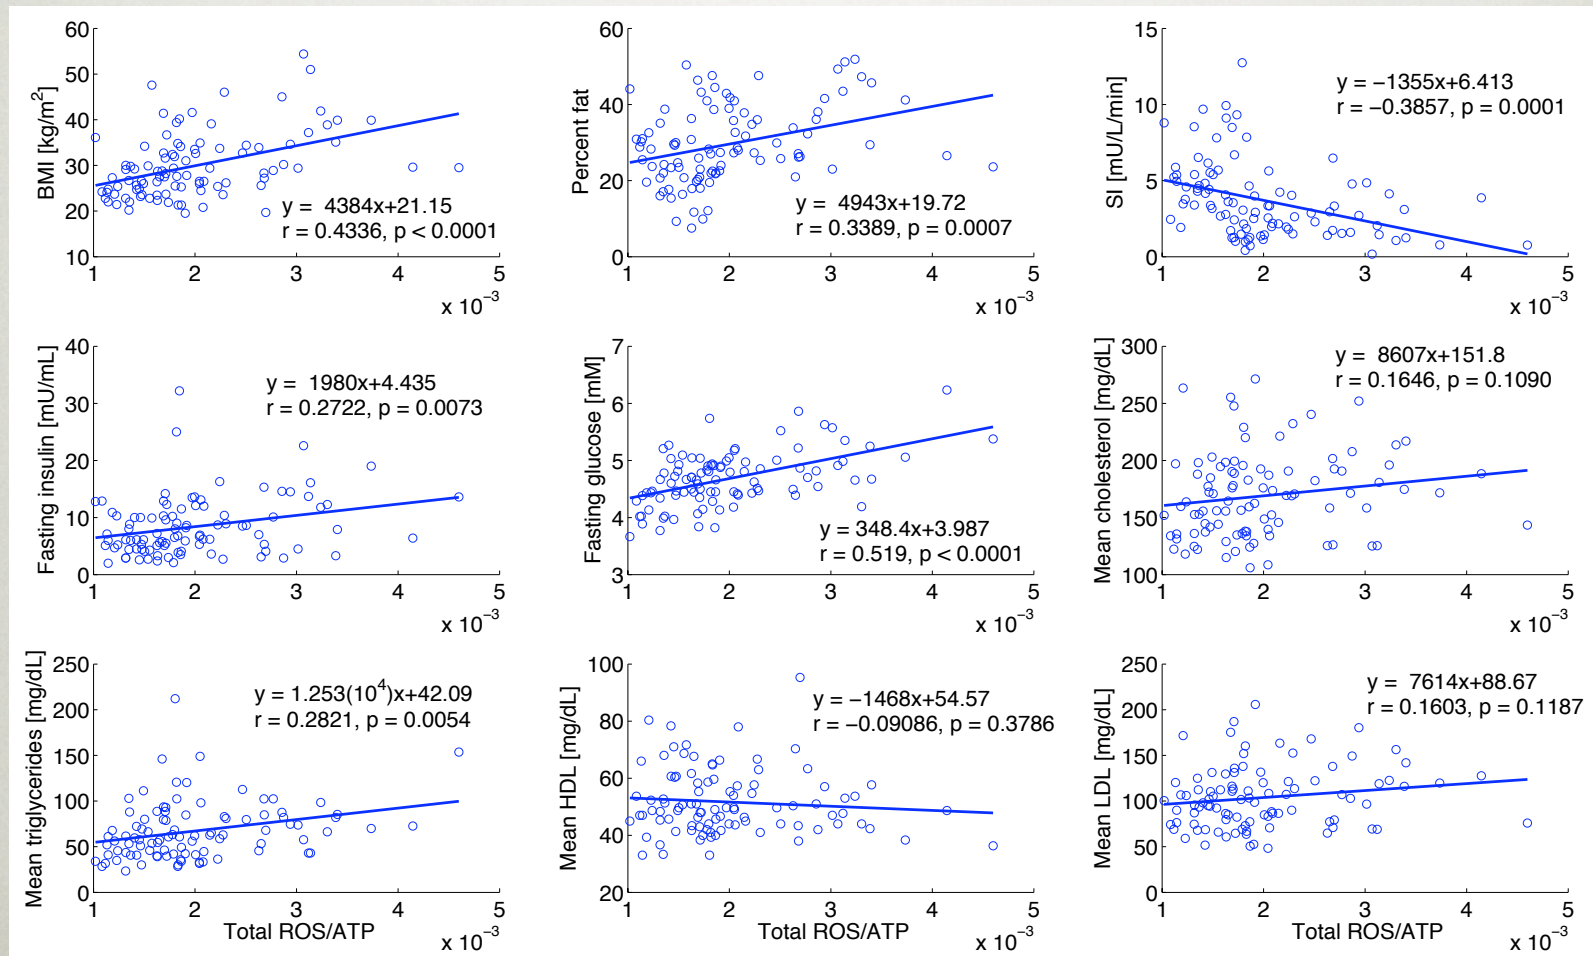 60
50
40
30
20
10
BMI [kg/m²]
y = 4384x+21.15
r = 0.4336, p < 0.0001
1 2 3 4 5
x 10⁻³
60
40
20
0
Percent fat
y = 4943x+19.72
r = 0.3389, p = 0.0007
1 2 3 4 5
x 10⁻³
15
10
5
0
SI [mU/L/min]
y = −1355x+6.413
r = −0.3857, p = 0.0001
1 2 3 4 5
x 10⁻³
40
30
20
10
0
Fasting insulin [mU/mL]
y = 1980x+4.435
r = 0.2722, p = 0.0073
1 2 3 4 5
x 10⁻³
7
6
5
4
3
Fasting glucose [mM]
y = 348.4x+3.987
r = 0.519, p < 0.0001
1 2 3 4 5
x 10⁻³
300
250
200
150
100
Mean cholesterol [mg/dL]
y = 8607x+151.8
r = 0.1646, p = 0.1090
1 2 3 4 5
x 10⁻³
250
200
150
100
50
0
Mean triglycerides [mg/dL]
y = 1.253(10⁴)x+42.09
r = 0.2821, p = 0.0054
1 2 3 4 5
Total ROS/ATP
x 10⁻³
100
80
60
40
20
Mean HDL [mg/dL]
y = −1468x+54.57
r = −0.09086, p = 0.3786
1 2 3 4 5
Total ROS/ATP
x 10⁻³
250
200
150
100
50
0
Mean LDL [mg/dL]
y = 7614x+88.67
r = 0.1603, p = 0.1187
1 2 3 4 5
Total ROS/ATP
x 10⁻³